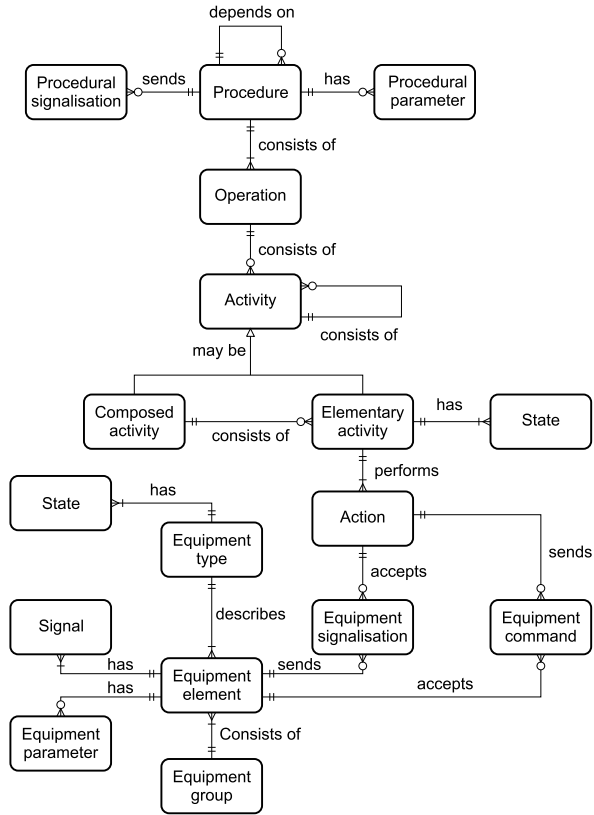 depends on
Procedural
signalisation
sends
Procedure
has
Procedural
parameter
consists of
Operation
consists of
Activity
consists of
may be
Composed
activity
consists of
Elementary
activity
has
State
performs
State
has
Equipment
type
Action
sends
accepts
describes
Signal
Equipment
signalisation
Equipment
command
has
Equipment
element
sends
has
accepts
Equipment
parameter
Consists of
Equipment
group